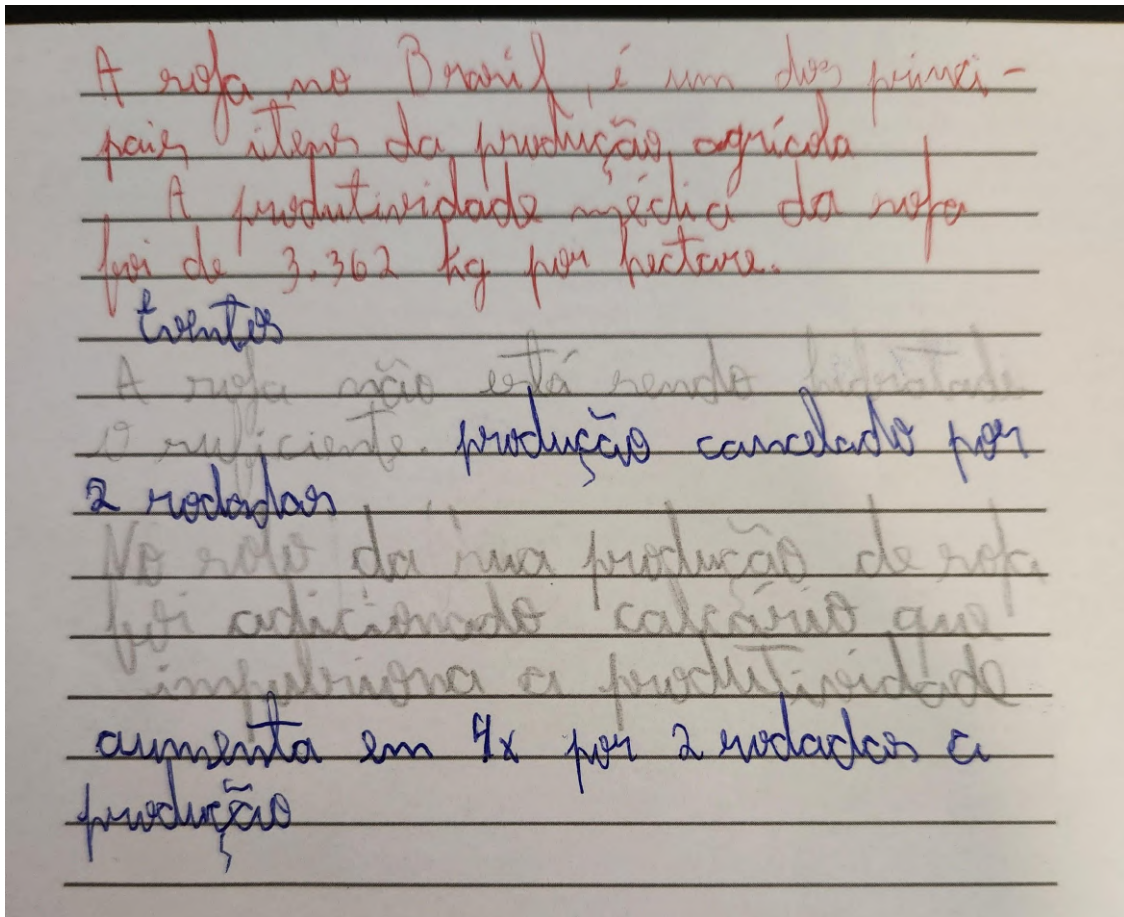 A soja no Brasil, é um dos princi-
pais itens da produção agrícola
A produtividade média da soja
foi de 3.362 kg por hectare.
Eventos
A soja não está sendo hidratada
o suficiente. produção cancelado por
2 rodadas
No solo da sua produção de soja
foi adicionado calcário que
impulsiona a produtividade
aumenta em 4x por 2 rodadas a
produção